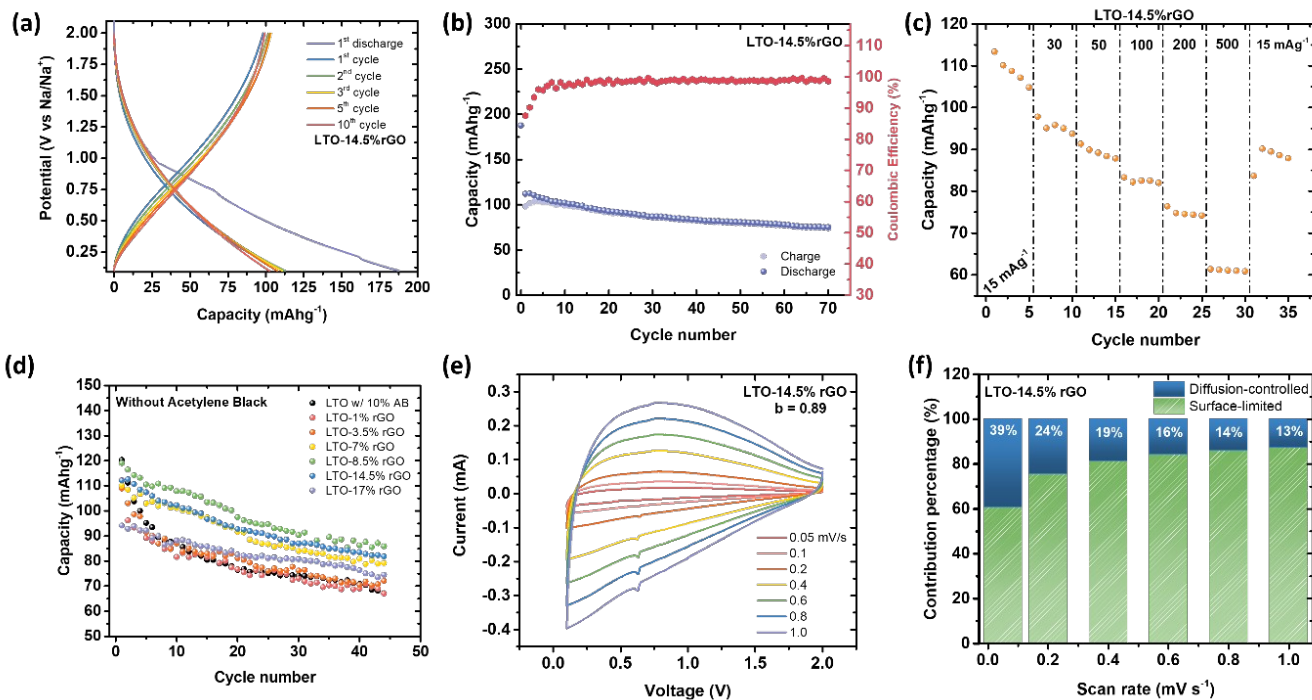 (a)
2.00
1.75
1.50
1.25
1.00
0.75
0.50
0.25
Potential (V vs Na/Na⁺)
1ˢᵗ discharge
1ˢᵗ cycle
2ⁿᵈ cycle
3ʳᵈ cycle
5ᵗʰ cycle
10ᵗʰ cycle
LTO-14.5%rGO
0 25 50 75 100 125 150 175 200
Capacity (mAhg⁻¹)
(b)
300
250
200
150
100
50
0
Capacity (mAhg⁻¹)
LTO-14.5%rGO
110
100
90
80
70
60
50
40
30
Coulombic Efficiency (%)
Charge
Discharge
0 10 20 30 40 50 60 70
Cycle number
(c)
LTO-14.5%rGO
120
110
100
90
80
70
60
Capacity (mAhg⁻¹)
30 50 100 200 500 15 mAg⁻¹
15 mAg⁻¹
0 5 10 15 20 25 30 35
Cycle number
(d)
150
140
130
120
110
100
90
80
70
60
50
Capacity (mAhg⁻¹)
Without Acetylene Black
LTO w/ 10% AB
LTO-1% rGO
LTO-3.5% rGO
LTO-7% rGO
LTO-8.5% rGO
LTO-14.5% rGO
LTO-17% rGO
0 10 20 30 40 50
Cycle number
(e)
0.3
0.2
0.1
0.0
-0.1
-0.2
-0.3
-0.4
Current (mA)
LTO-14.5% rGO
b = 0.89
0.05 mV/s
0.1
0.2
0.4
0.6
0.8
1.0
0.0 0.5 1.0 1.5 2.0
Voltage (V)
(f)
LTO-14.5% rGO
Diffusion-controlled
Surface-limited
120
100
80
60
40
20
0
Contribution percentage (%)
39% 24% 19% 16% 14% 13%
0.0 0.2 0.4 0.6 0.8 1.0
Scan rate (mV s⁻¹)